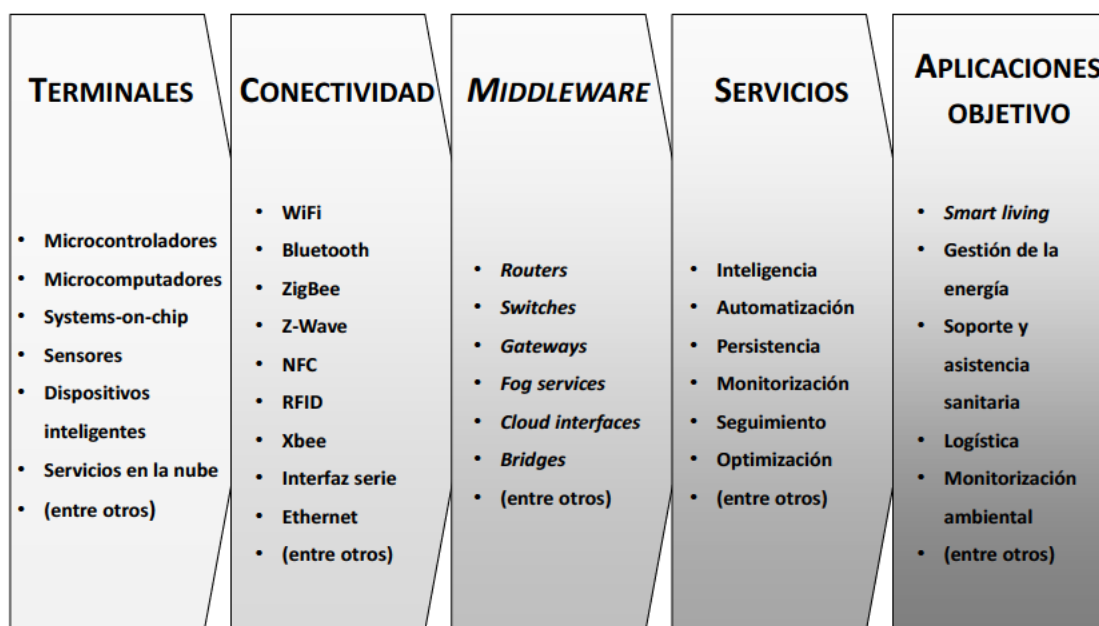 TERMINALES
• Microcontroladores
• Microcomputadores
• Systems-on-chip
• Sensores
• Dispositivos
inteligentes
• Servicios en la nube
• (entre otros)
CONECTIVIDAD
• WiFi
• Bluetooth
• ZigBee
• Z-Wave
• NFC
• RFID
• Xbee
• Interfaz serie
• Ethernet
• (entre otros)
MIDDLEWARE
• Routers
• Switches
• Gateways
• Fog services
• Cloud interfaces
• Bridges
• (entre otros)
SERVICIOS
• Inteligencia
• Automatización
• Persistencia
• Monitorización
• Seguimiento
• Optimización
• (entre otros)
APLICACIONES
OBJETIVO
• Smart living
• Gestión de la
energía
• Soporte y
asistencia
sanitaria
• Logística
• Monitorización
ambiental
• (entre otros)